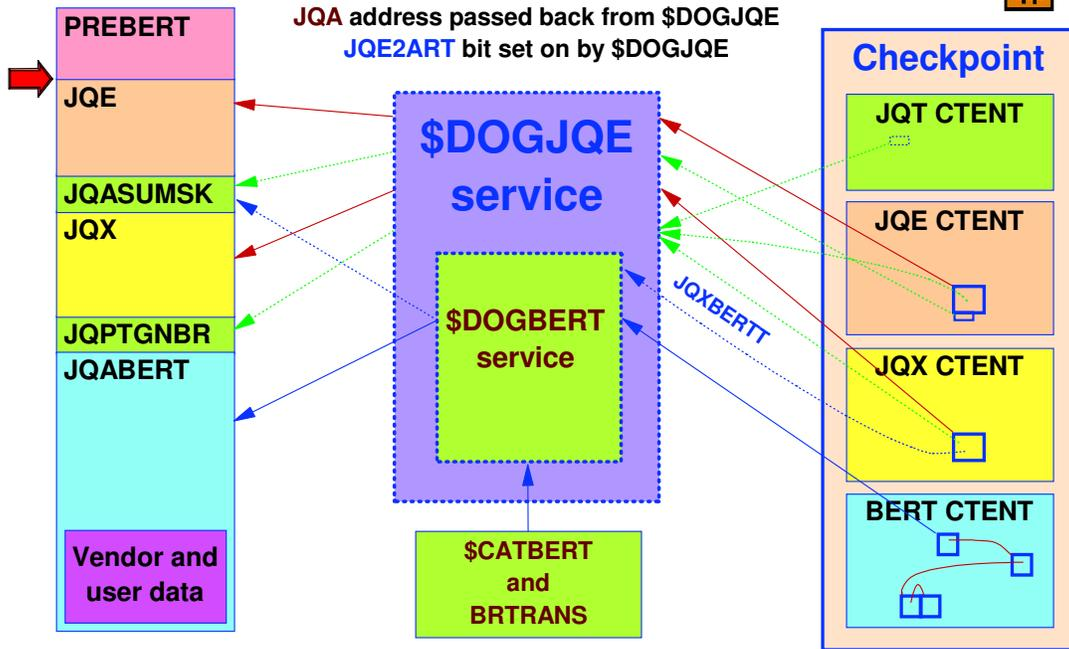 JQA address passed back from $DOGJQE
JQE2ART bit set on by $DOGJQE
PREBERT
JQE
JQASUMSK
JQX
JQPTGNBR
JQABERT
Vendor and
user data
$DOGJQE
service
$DOGBERT
service
$CATBERT
and
BRTRANS
JQXBERTT
Checkpoint
JQT CTENT
JQE CTENT
JQX CTENT
BERT CTENT